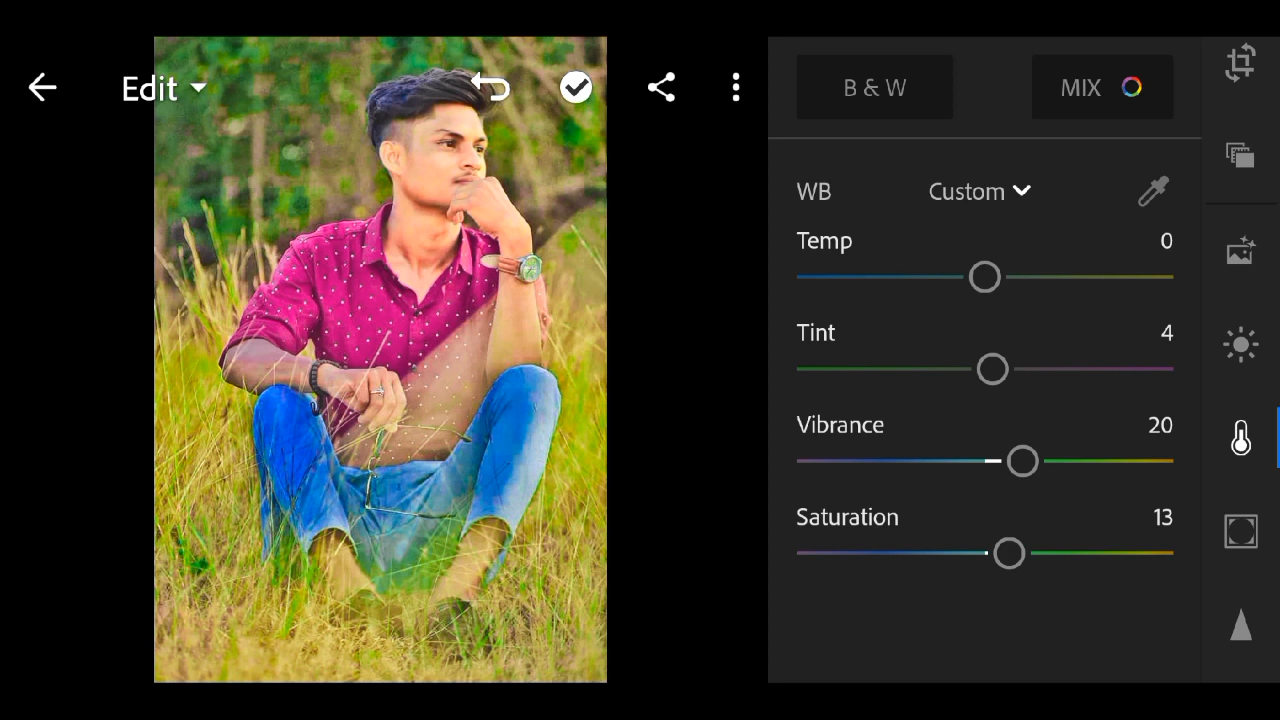 Edit
B & W
MIX
WB Custom
Temp 0
Tint 4
Vibrance 20
Saturation 13